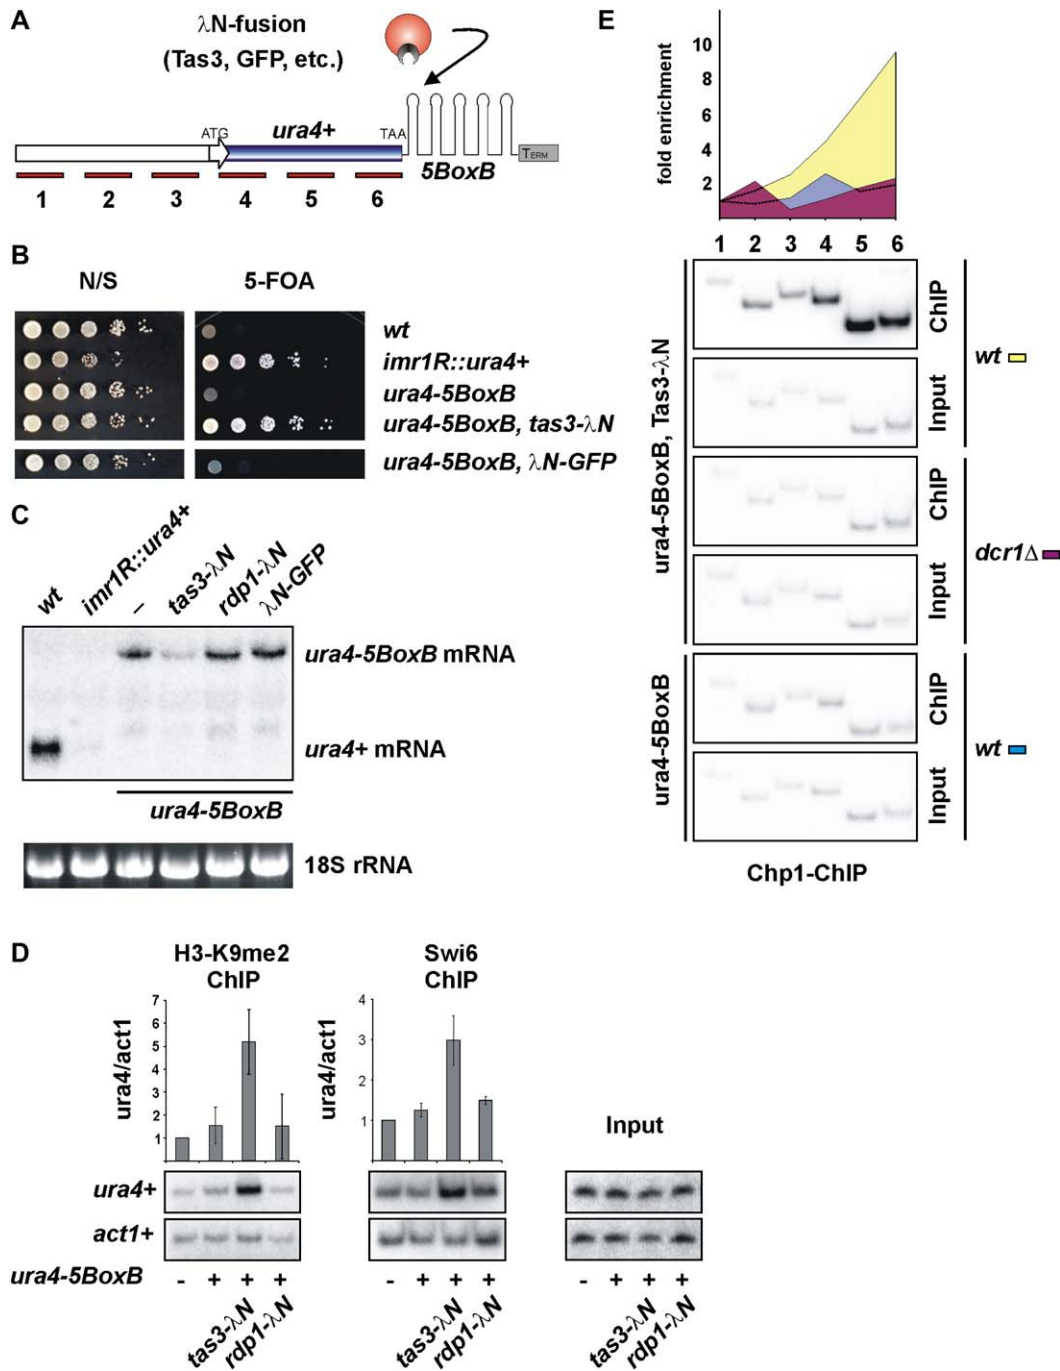 A
λN-fusion
(Tas3, GFP, etc.)
ATG
ura4+
TAA
5BoxB
TERM
1 2 3 4 5 6
B
N/S
5-FOA
wt
imr1R::ura4+
ura4-5BoxB
ura4-5BoxB, tas3-λN
ura4-5BoxB, λN-GFP
C
wt
imr1R::ura4+
–
tas3-λN
rdp1-λN
λN-GFP
ura4-5BoxB mRNA
ura4+ mRNA
ura4-5BoxB
18S rRNA
D
H3-K9me2
ChIP
ura4/act1
7
6
5
4
3
2
1
Swi6
ChIP
ura4/act1
4
3
2
1
Input
ura4+
act1+
ura4-5BoxB
- + + +
- + + +
- + + +
tas3-λN
rdp1-λN
tas3-λN
rdp1-λN
tas3-λN
rdp1-λN
E
fold enrichment
10
8
6
4
2
1 2 3 4 5 6
ura4-5BoxB, Tas3-λN
ura4-5BoxB
ChIP
Input
ChIP
Input
ChIP
Input
wt
dcr1Δ
wt
Chp1-ChIP